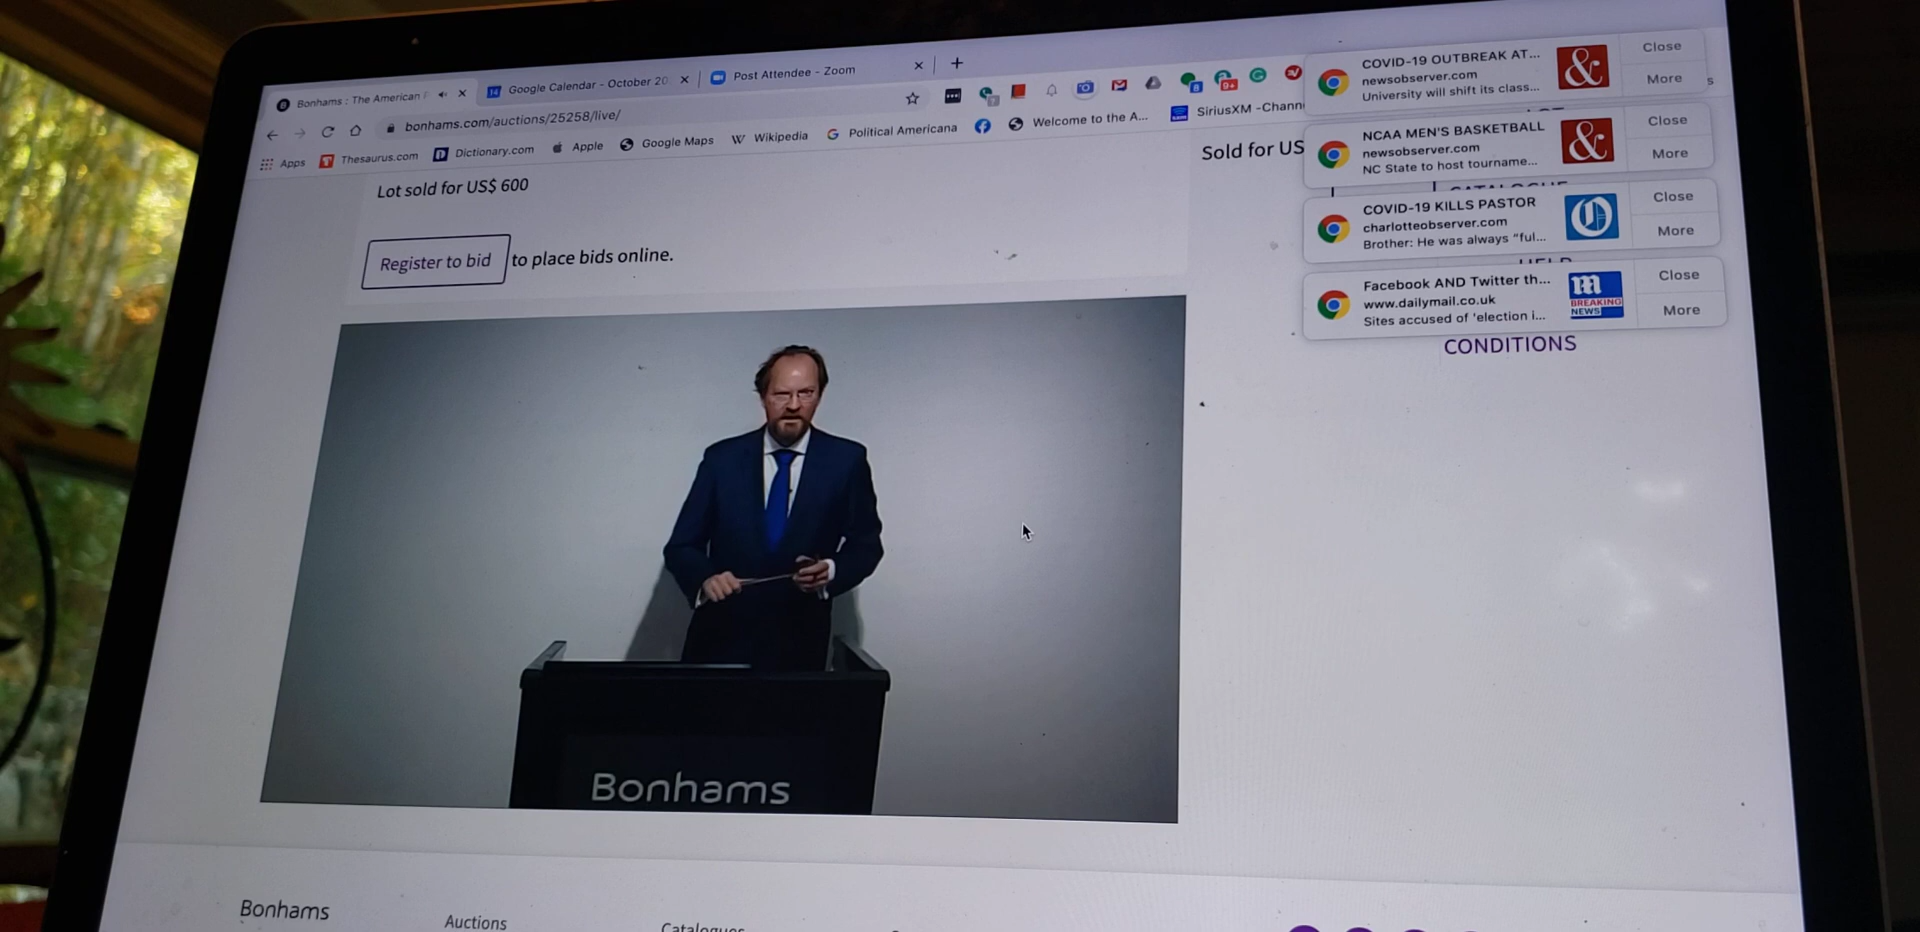 Bonhams : The American
Google Calendar - October 20
Post Attendee - Zoom
bonhams.com/auctions/25258/live/
Apps
Thesaurus.com
Dictionary.com
Apple
Google Maps
Wikipedia
Political Americana
Welcome to the A...
SiriusXM -Chann
9+
Lot sold for US$ 600
Sold for US
Register to bid to place bids online.
COVID-19 OUTBREAK AT...
newsobserver.com
University will shift its class...
&
Close
More
NCAA MEN'S BASKETBALL
newsobserver.com
NC State to host tourname...
&
Close
More
COVID-19 KILLS PASTOR
charlotteobserver.com
Brother: He was always "ful...
O
Close
More
Facebook AND Twitter th...
www.dailymail.co.uk
Sites accused of 'election i...
m
BREAKING
NEWS
Close
More
CONDITIONS
Bonhams
Bonhams
Auctions
Catalogues